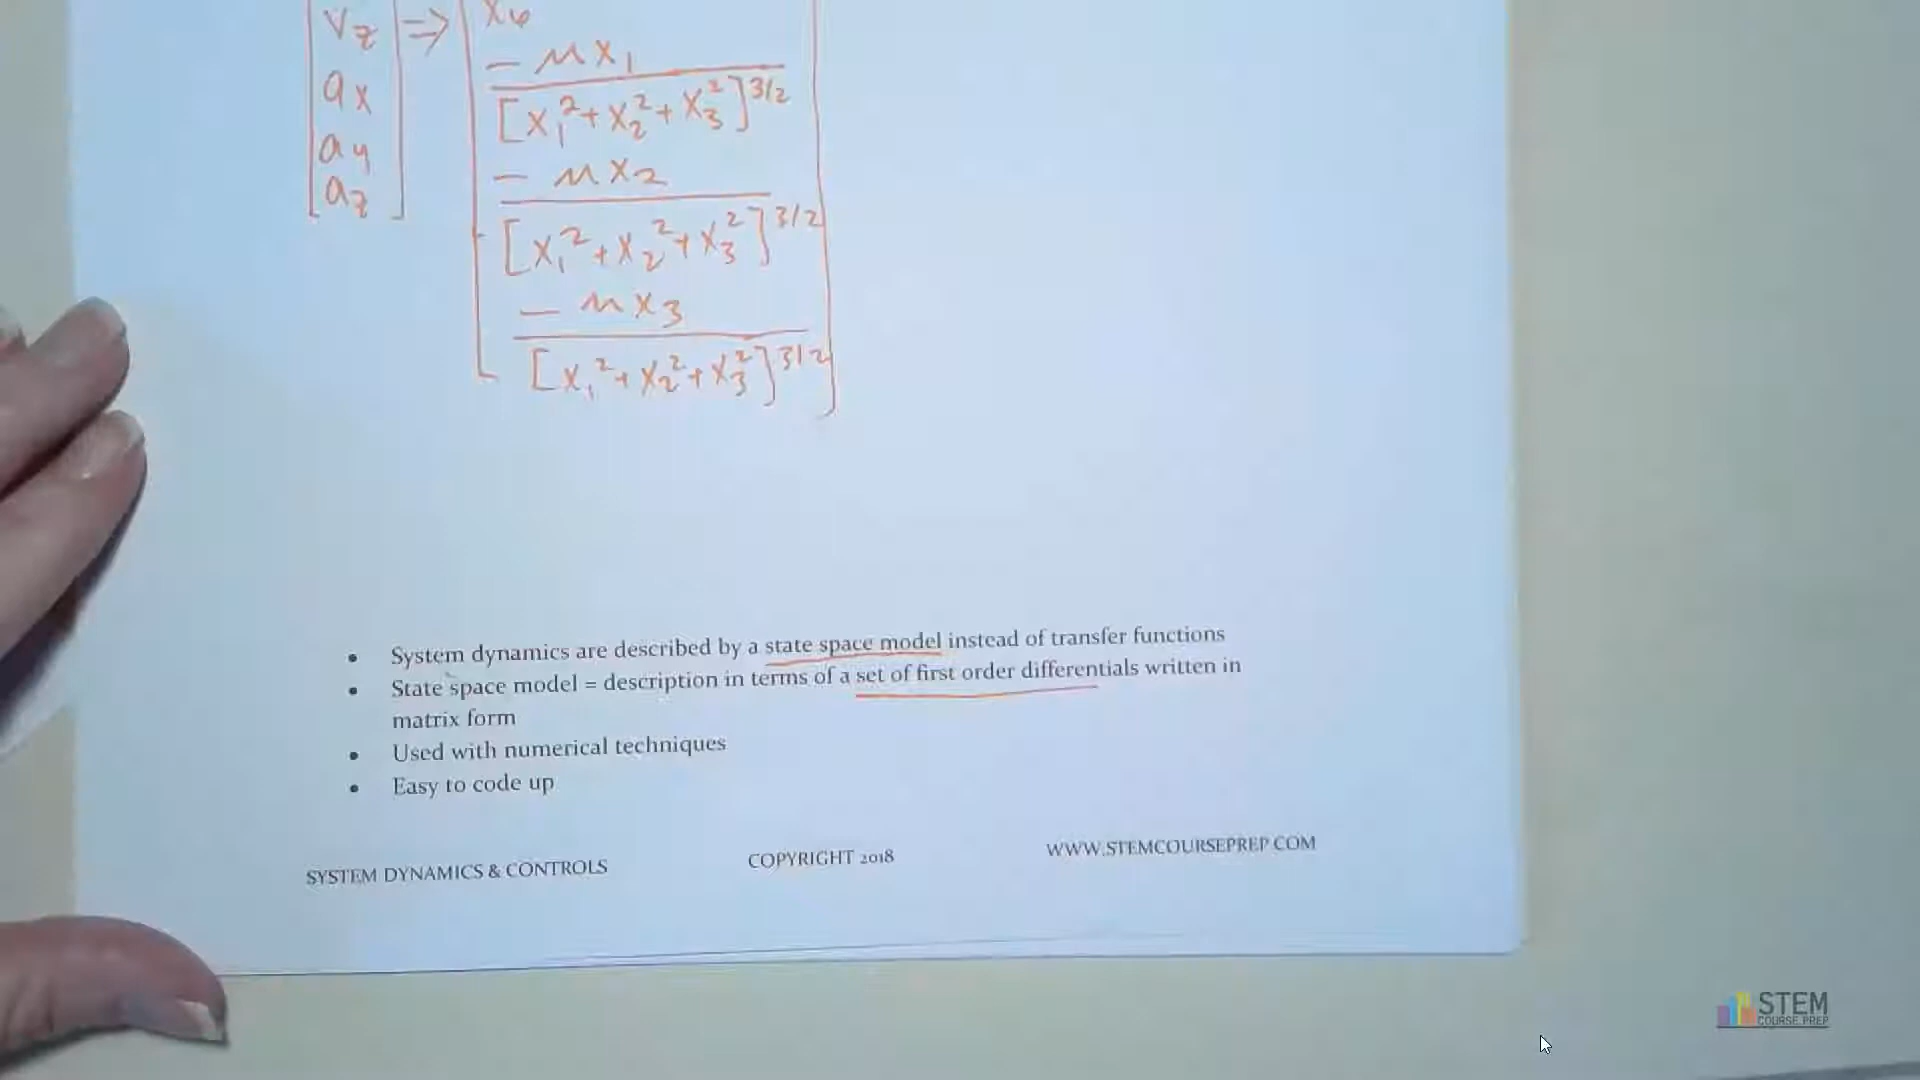 Vz => x6
ax
ay
az
- μ x1
[x1² + x2² + x3²]^3/2
- μ x2
[x1² + x2² + x3²]^3/2
- μ x3
[x1² + x2² + x3²]^3/2
• System dynamics are described by a state space model instead of transfer functions
• State space model = description in terms of a set of first order differentials written in
matrix form
• Used with numerical techniques
• Easy to code up
SYSTEM DYNAMICS & CONTROLS COPYRIGHT 2018 WWW.STEMCOURSEPREP.COM
STEM
COURSE PREP